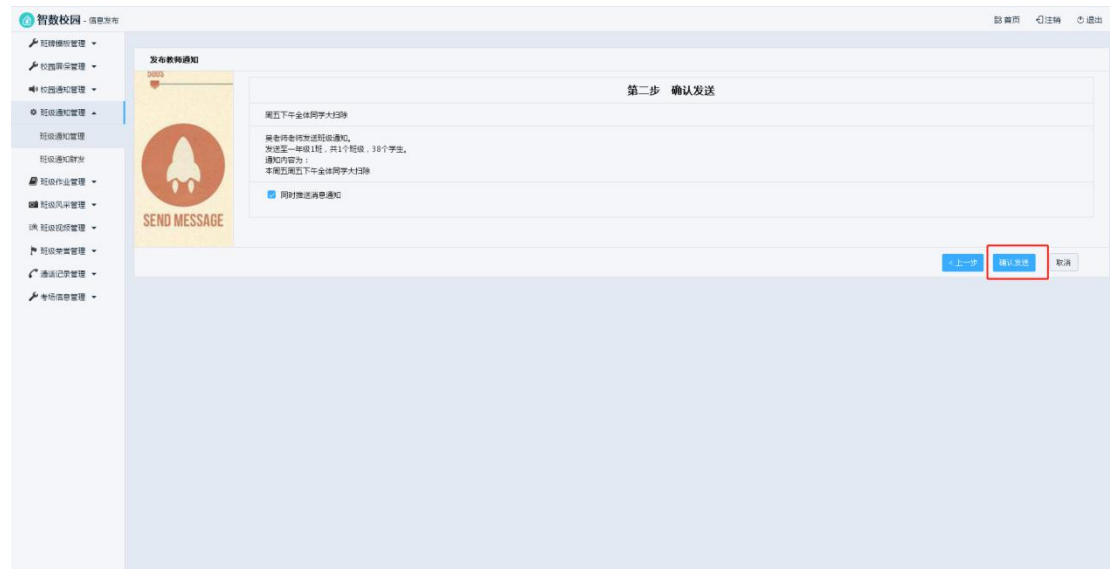 智数校园 - 信息发布
首页
注销
退出
班牌模板管理
校园屏保管理
校园通知管理
班级通知管理
班级通知管理
班级通知群发
班级作业管理
班级风采管理
班级视频管理
班级荣誉管理
通话记录管理
考场信息管理
发布教师通知
SEND MESSAGE
第二步 确认发送
周五下午全体同学大扫除
吴老师老师发送班级通知。
发送至一年级1班，共1个班级，38个学生。
通知内容为：
本周五周五下午全体同学大扫除
同时推送消息通知
< 上一步
确认发送
取消